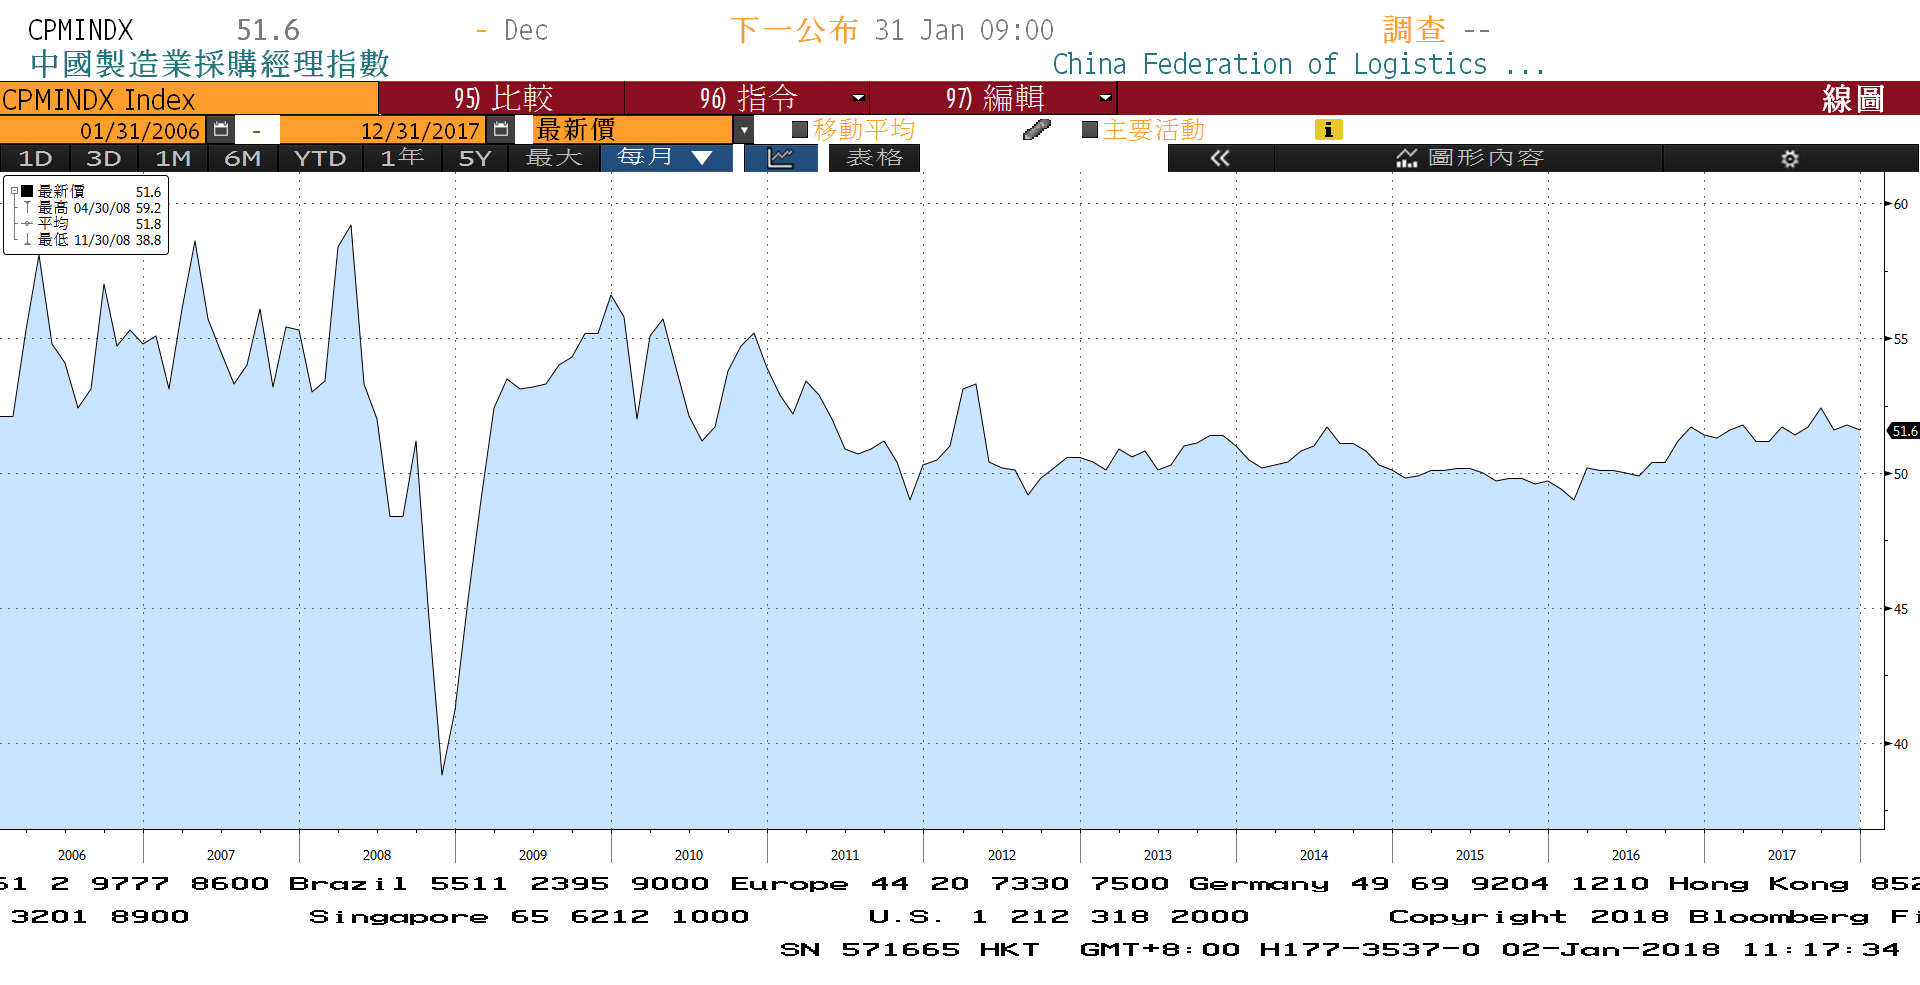 CPMINDX 51.6 - Dec 下一公布 31 Jan 09:00 調查 --
中國製造業採購經理指數 China Federation of Logistics ...
CPMINDX Index 95) 比較 96) 指令 97) 編輯 線圖
01/31/2006 - 12/31/2017 最新價 移動平均 主要活動 i
1D 3D 1M 6M YTD 1年 5Y 最大 每月 ▼ 表格 « 圖形內容
最新價 51.6
最高 04/30/08 59.2
平均 51.8
最低 11/30/08 38.8
60
55
51.6
50
45
40
2006 2007 2008 2009 2010 2011 2012 2013 2014 2015 2016 2017
61 2 9777 8600 Brazil 5511 2395 9000 Europe 44 20 7330 7500 Germany 49 69 9204 1210 Hong Kong 852
3201 8900 Singapore 65 6212 1000 U.S. 1 212 318 2000 Copyright 2018 Bloomberg Fi
SN 571665 HKT GMT+8:00 H177-3537-0 02-Jan-2018 11:17:34